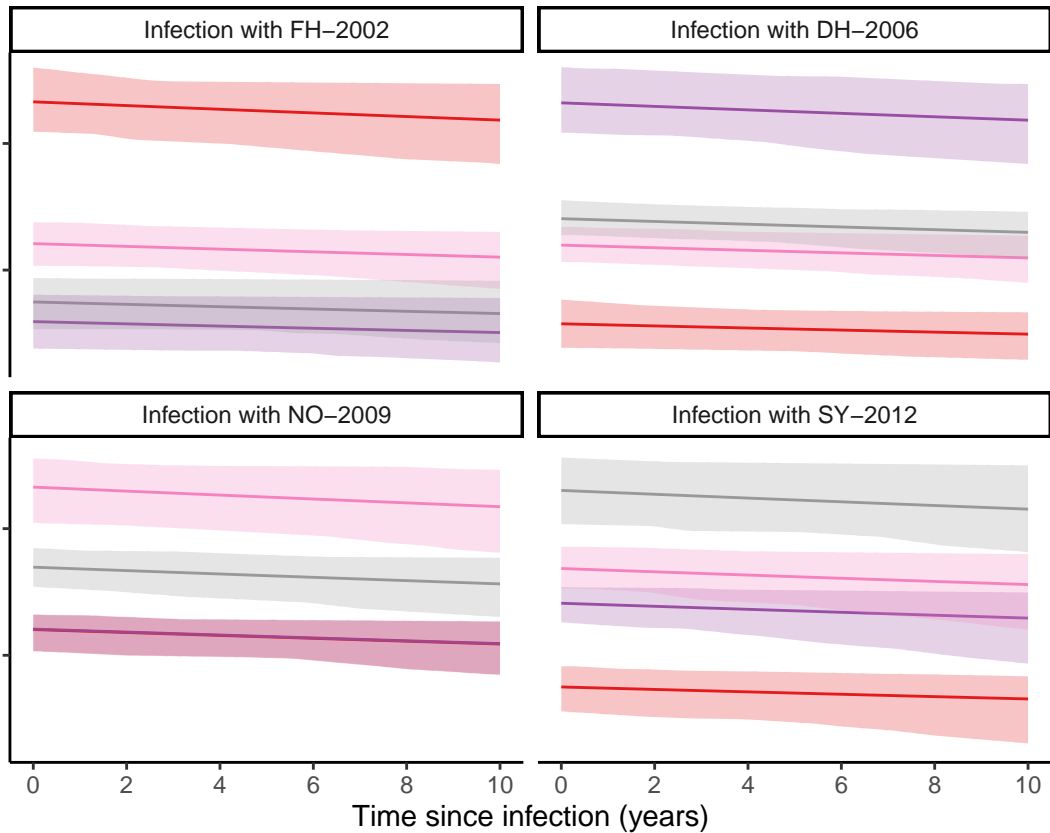 Infection with FH−2002
Infection with DH−2006
Infection with NO−2009
Infection with SY−2012
0 2 4 6 8 10 0 2 4 6 8 10
Time since infection (years)